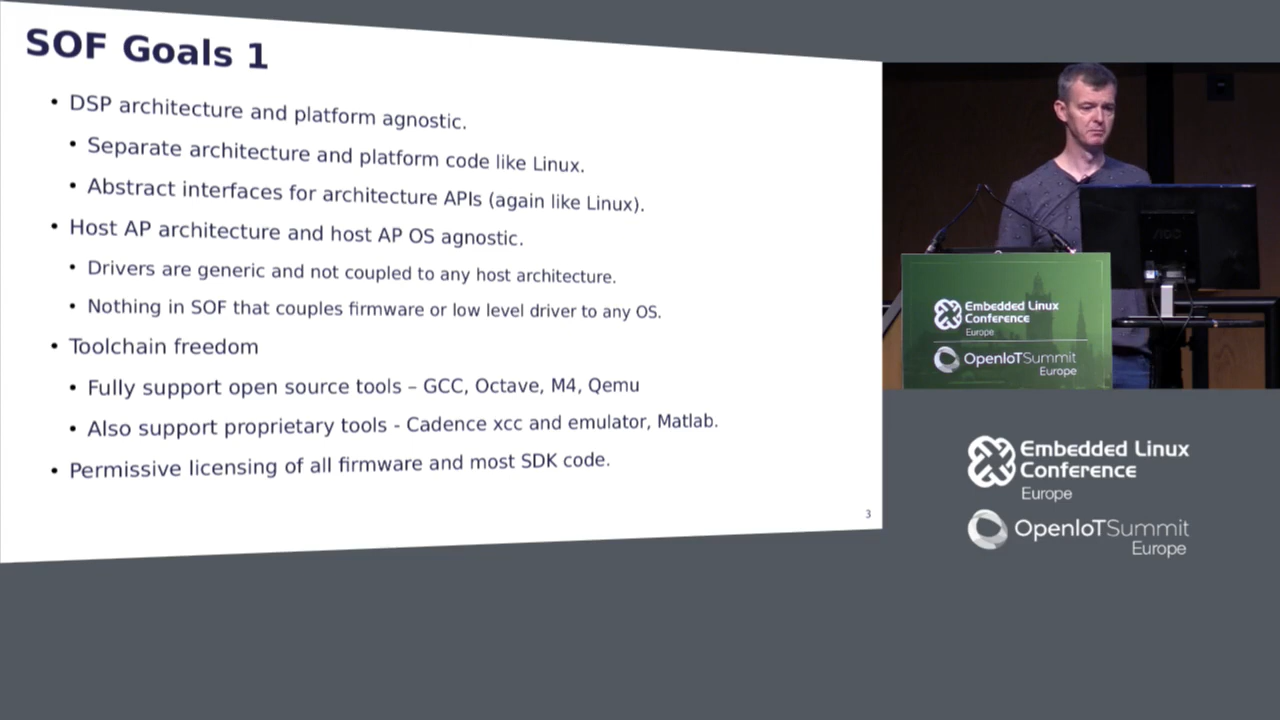 SOF Goals 1
• DSP architecture and platform agnostic.
• Separate architecture and platform code like Linux.
• Abstract interfaces for architecture APIs (again like Linux).
• Host AP architecture and host AP OS agnostic.
• Drivers are generic and not coupled to any host architecture.
• Nothing in SOF that couples firmware or low level driver to any OS.
• Toolchain freedom
• Fully support open source tools – GCC, Octave, M4, Qemu
• Also support proprietary tools - Cadence xcc and emulator, Matlab.
• Permissive licensing of all firmware and most SDK code.
3
AOC
Embedded Linux
Conference
Europe
OpenIoTSummit
Europe
Embedded Linux
Conference
Europe
OpenIoTSummit
Europe